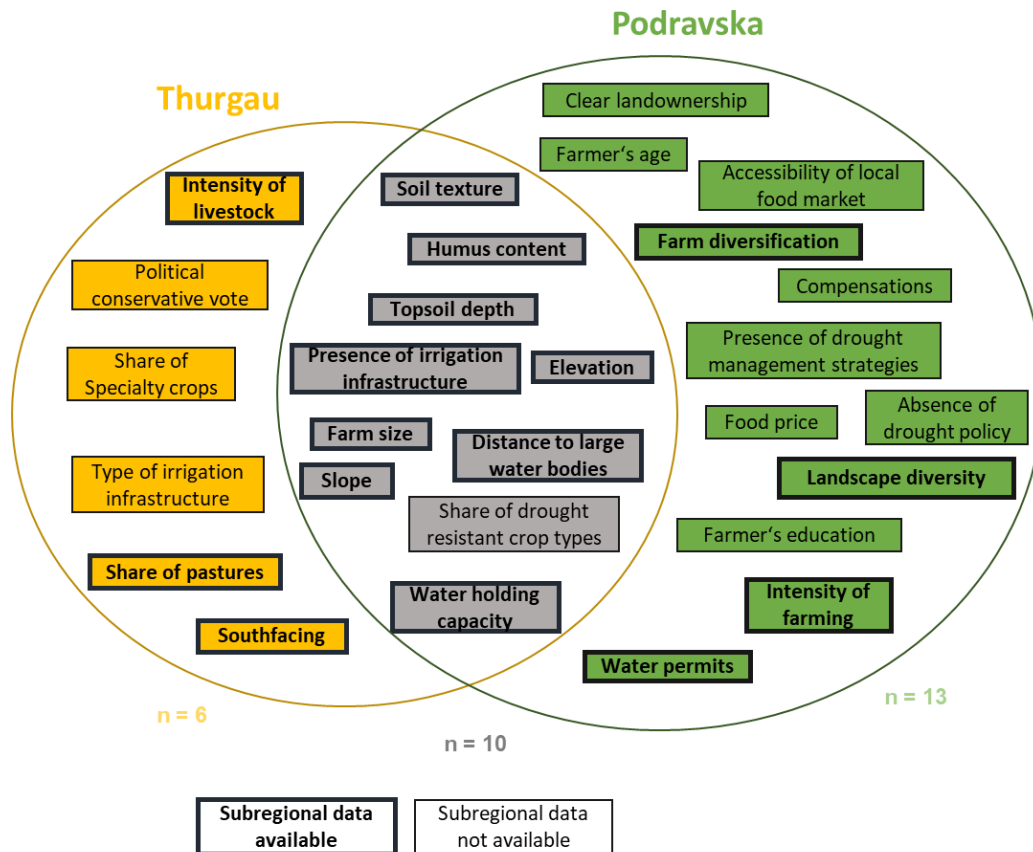 Podravska
Thurgau
Clear landownership
Farmer‘s age
Accessibility of local
food market
Farm diversification
Compensations
Presence of drought
management strategies
Food price
Absence of
drought policy
Landscape diversity
Farmer‘s education
Intensity of
farming
Water permits
n = 13
Intensity of
livestock
Political
conservative vote
Share of
Specialty crops
Type of irrigation
infrastructure
Share of pastures
Southfacing
n = 6
Soil texture
Humus content
Topsoil depth
Presence of irrigation
infrastructure
Elevation
Farm size
Distance to large
water bodies
Slope
Share of drought
resistant crop types
Water holding
capacity
n = 10
Subregional data
available
Subregional data
not available